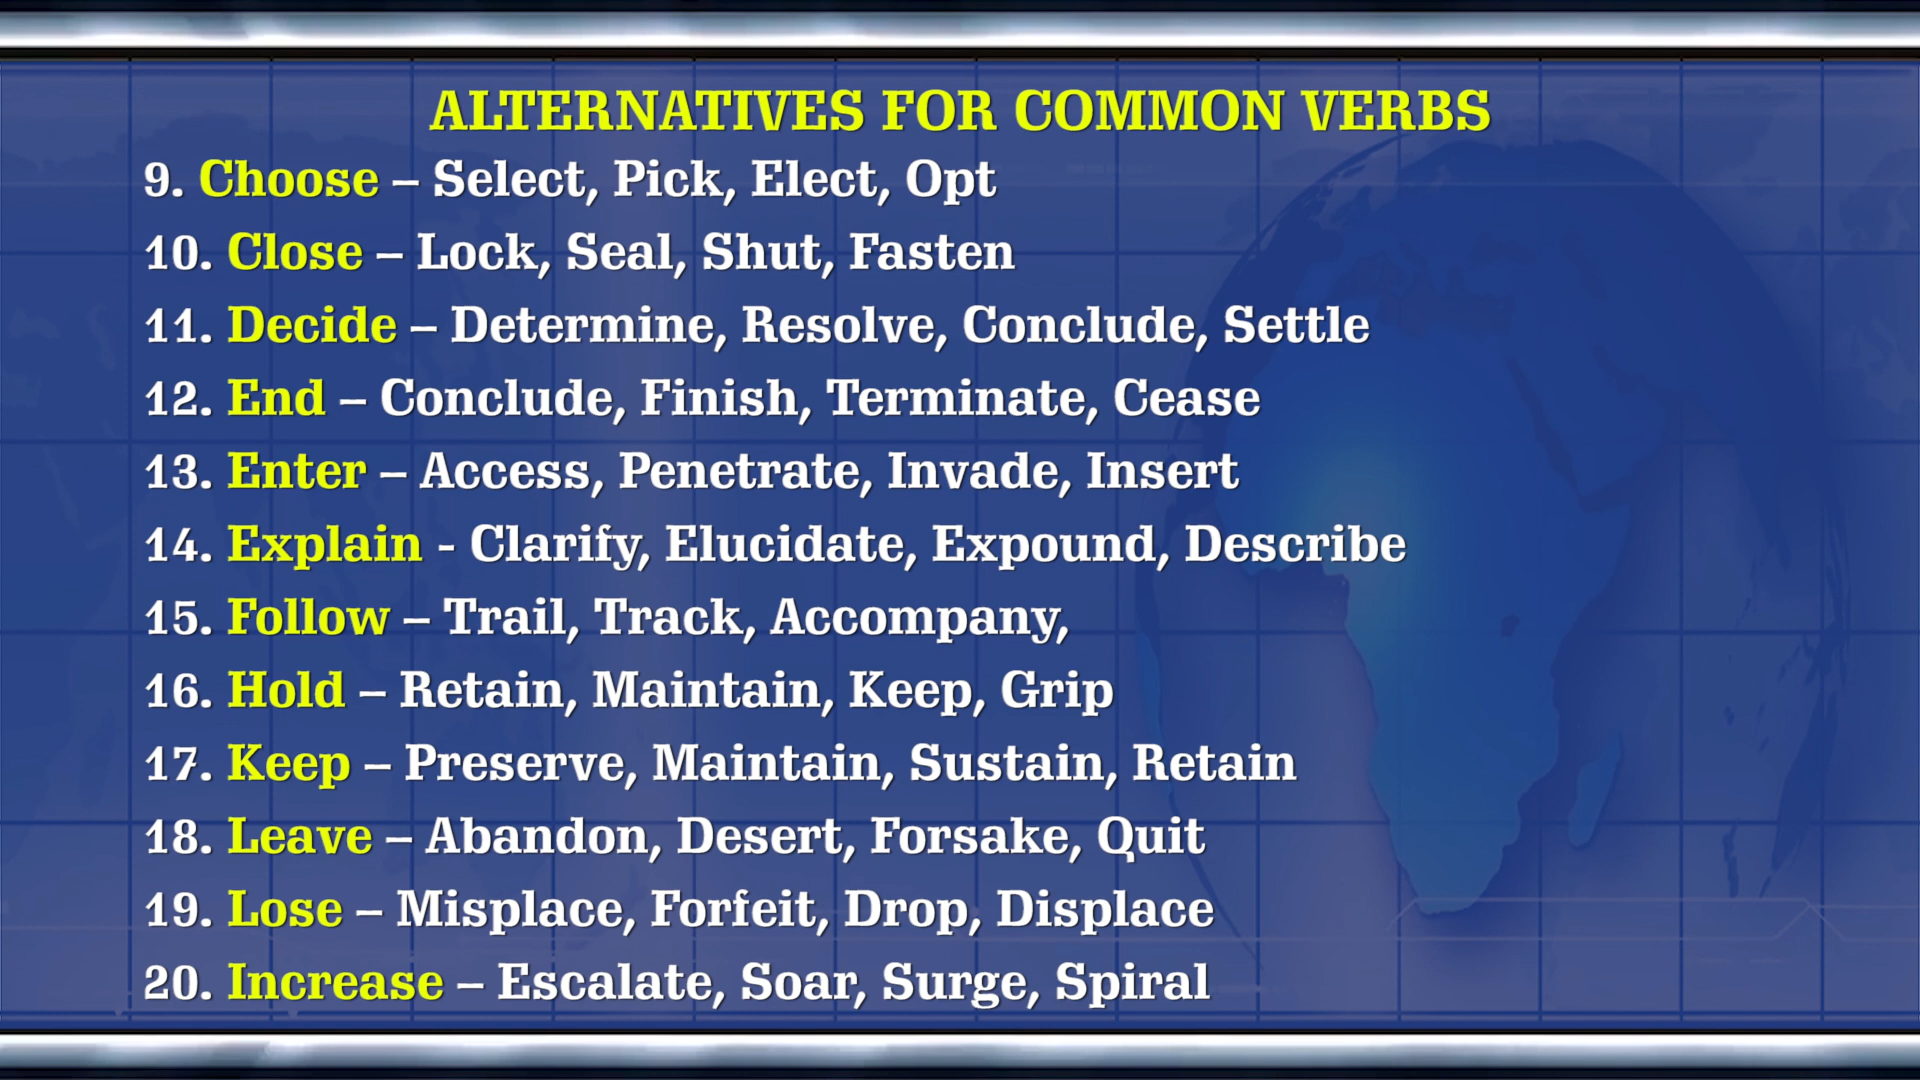 ALTERNATIVES FOR COMMON VERBS
9. Choose – Select, Pick, Elect, Opt
10. Close – Lock, Seal, Shut, Fasten
11. Decide – Determine, Resolve, Conclude, Settle
12. End – Conclude, Finish, Terminate, Cease
13. Enter – Access, Penetrate, Invade, Insert
14. Explain - Clarify, Elucidate, Expound, Describe
15. Follow – Trail, Track, Accompany,
16. Hold – Retain, Maintain, Keep, Grip
17. Keep – Preserve, Maintain, Sustain, Retain
18. Leave – Abandon, Desert, Forsake, Quit
19. Lose – Misplace, Forfeit, Drop, Displace
20. Increase – Escalate, Soar, Surge, Spiral